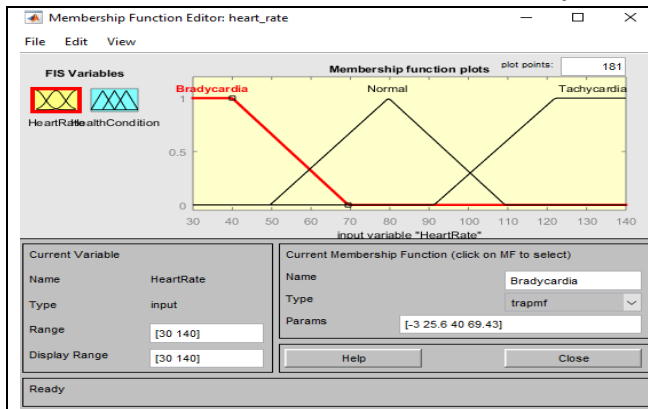 Membership Function Editor: heart_rate
File Edit View
FIS Variables
HeartRate
HealthCondition
Membership function plots
plot points:
181
Bradycardia
Normal
Tachycardia
1
0.5
0
30 40 50 60 70 80 90 100 110 120 130 140
input variable "HeartRate"
Current Variable
Name HeartRate
Type input
Range [30 140]
Display Range [30 140]
Current Membership Function (click on MF to select)
Name Bradycardia
Type trapmf
Params [-3 25.6 40 69.43]
Help Close
Ready